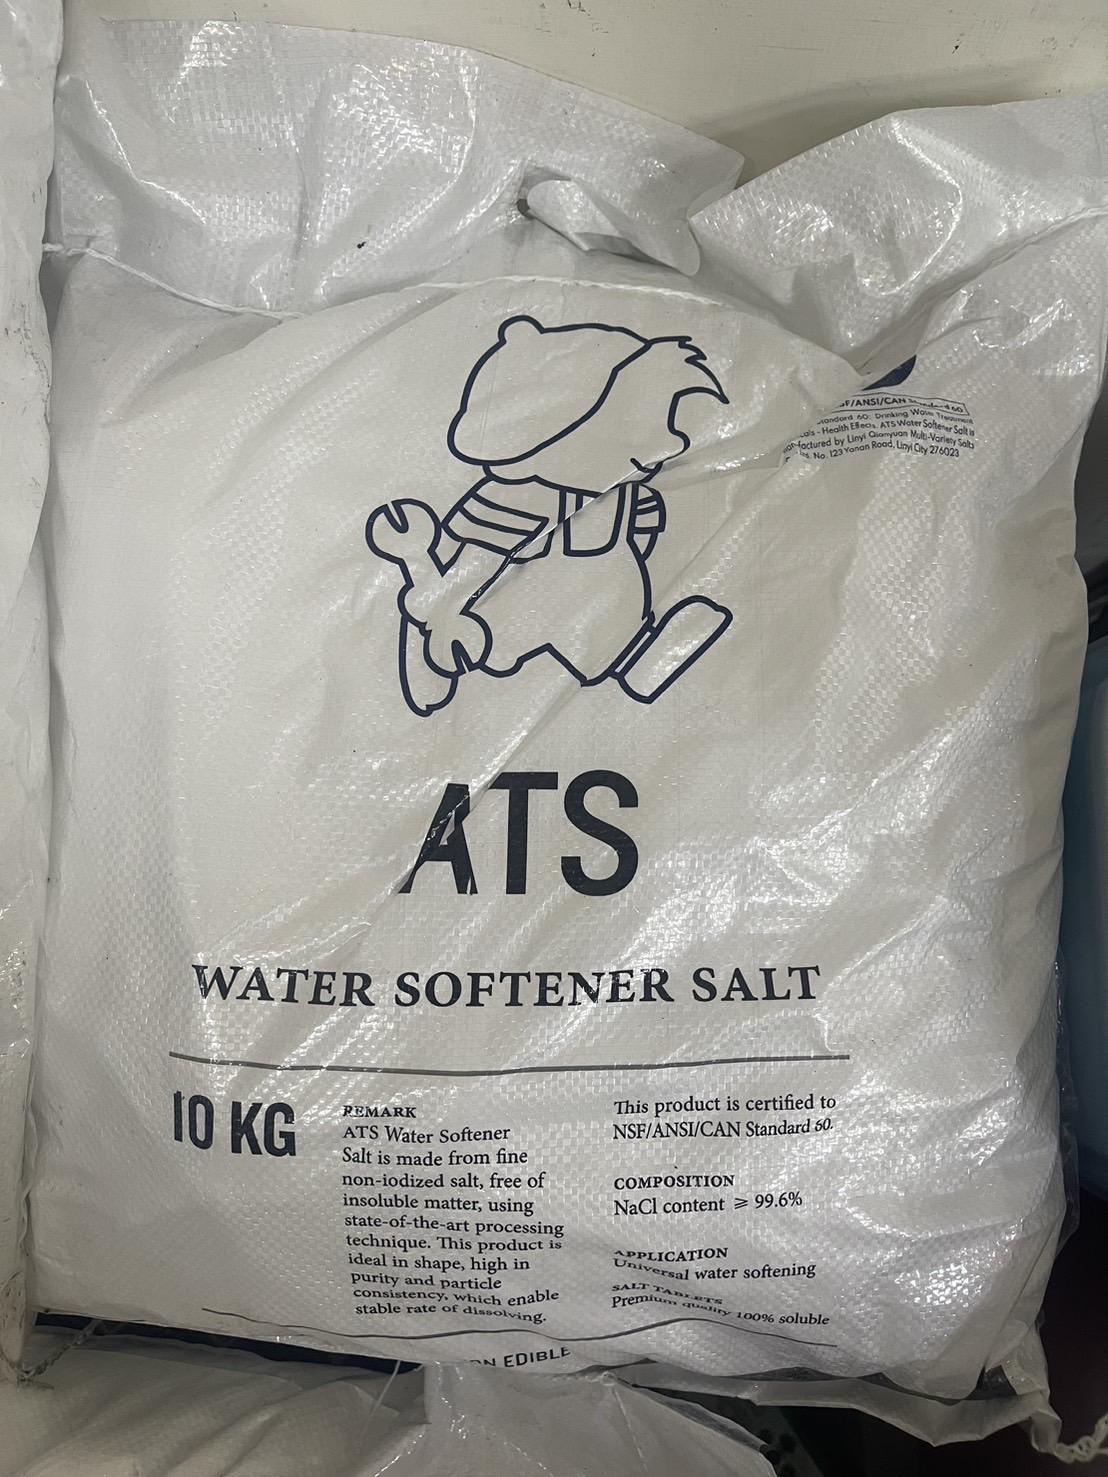 F/ANSI/CAN Standard 60
Standard 60: Drinking Water Treatment
- Health Effects. ATS Water Softener Salt is
by Linyi Qianyuan Multi-Variety Salts
No. 123 Yanan Road, Linyi City 276023
ATS
WATER SOFTENER SALT
10 KG
REMARK
ATS Water Softener
Salt is made from fine
non-iodized salt, free of
insoluble matter, using
state-of-the-art processing
technique. This product is
ideal in shape, high in
purity and particle
consistency, which enable
stable rate of dissolving.
This product is certified to
NSF/ANSI/CAN Standard 60.
COMPOSITION
NaCl content ⩾ 99.6%
APPLICATION
Universal water softening
SALT TABLETS
Premium quality 100% soluble
EDIBLE